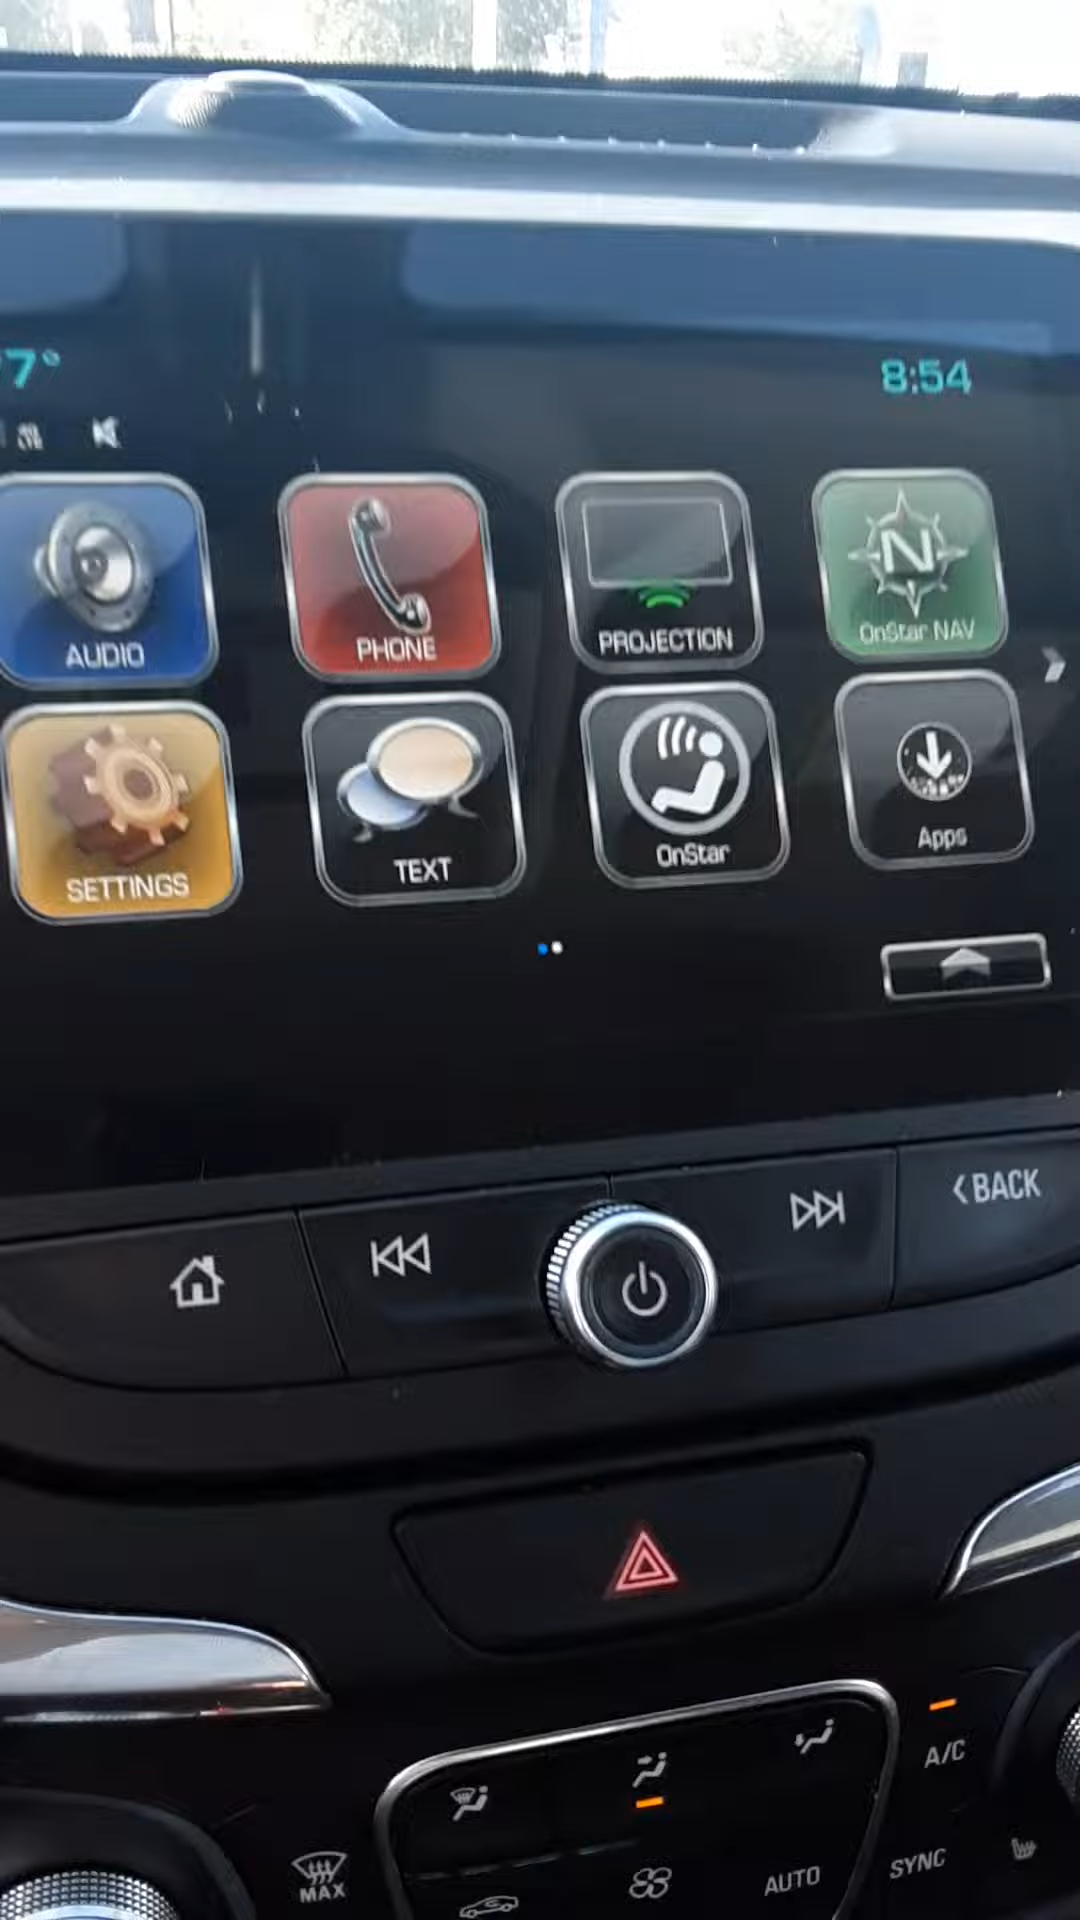 7°
8:54
AUDIO
PHONE
PROJECTION
N
OnStar NAV
SETTINGS
TEXT
OnStar
Apps
BACK
A/C
MAX
AUTO
SYNC